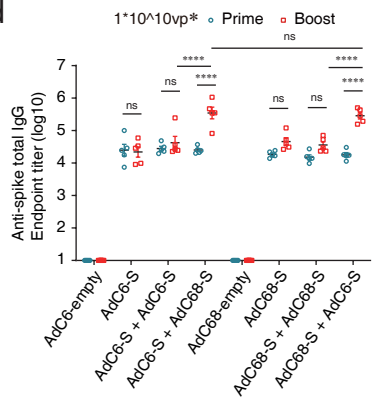 1*10^10vp* Prime Boost
ns
**** ****
ns ns **** ns ns ****
Anti-spike total IgG
Endpoint titer (log10)
7
6
5
4
3
2
1
AdC6-empty
AdC6-S
AdC6-S + AdC6-S
AdC6-S + AdC68-S
AdC68-empty
AdC68-S
AdC68-S + AdC68-S
AdC68-S + AdC6-S